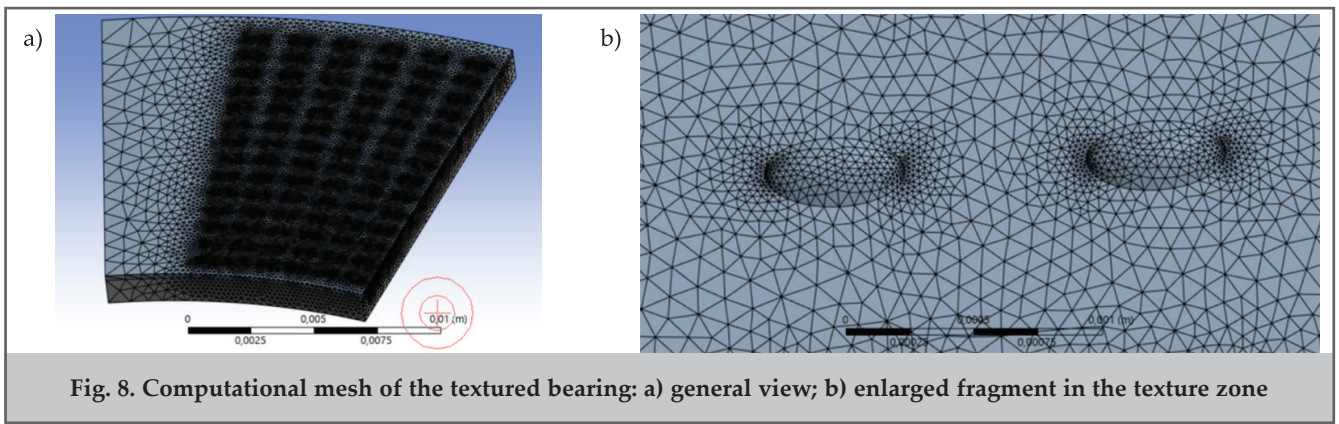 a)
b)
0 0,005 0,01 (m)
0,0025 0,0075
0 0,0005 0,001 (m)
0,00025 0,00075
Fig. 8. Computational mesh of the textured bearing: a) general view; b) enlarged fragment in the texture zone